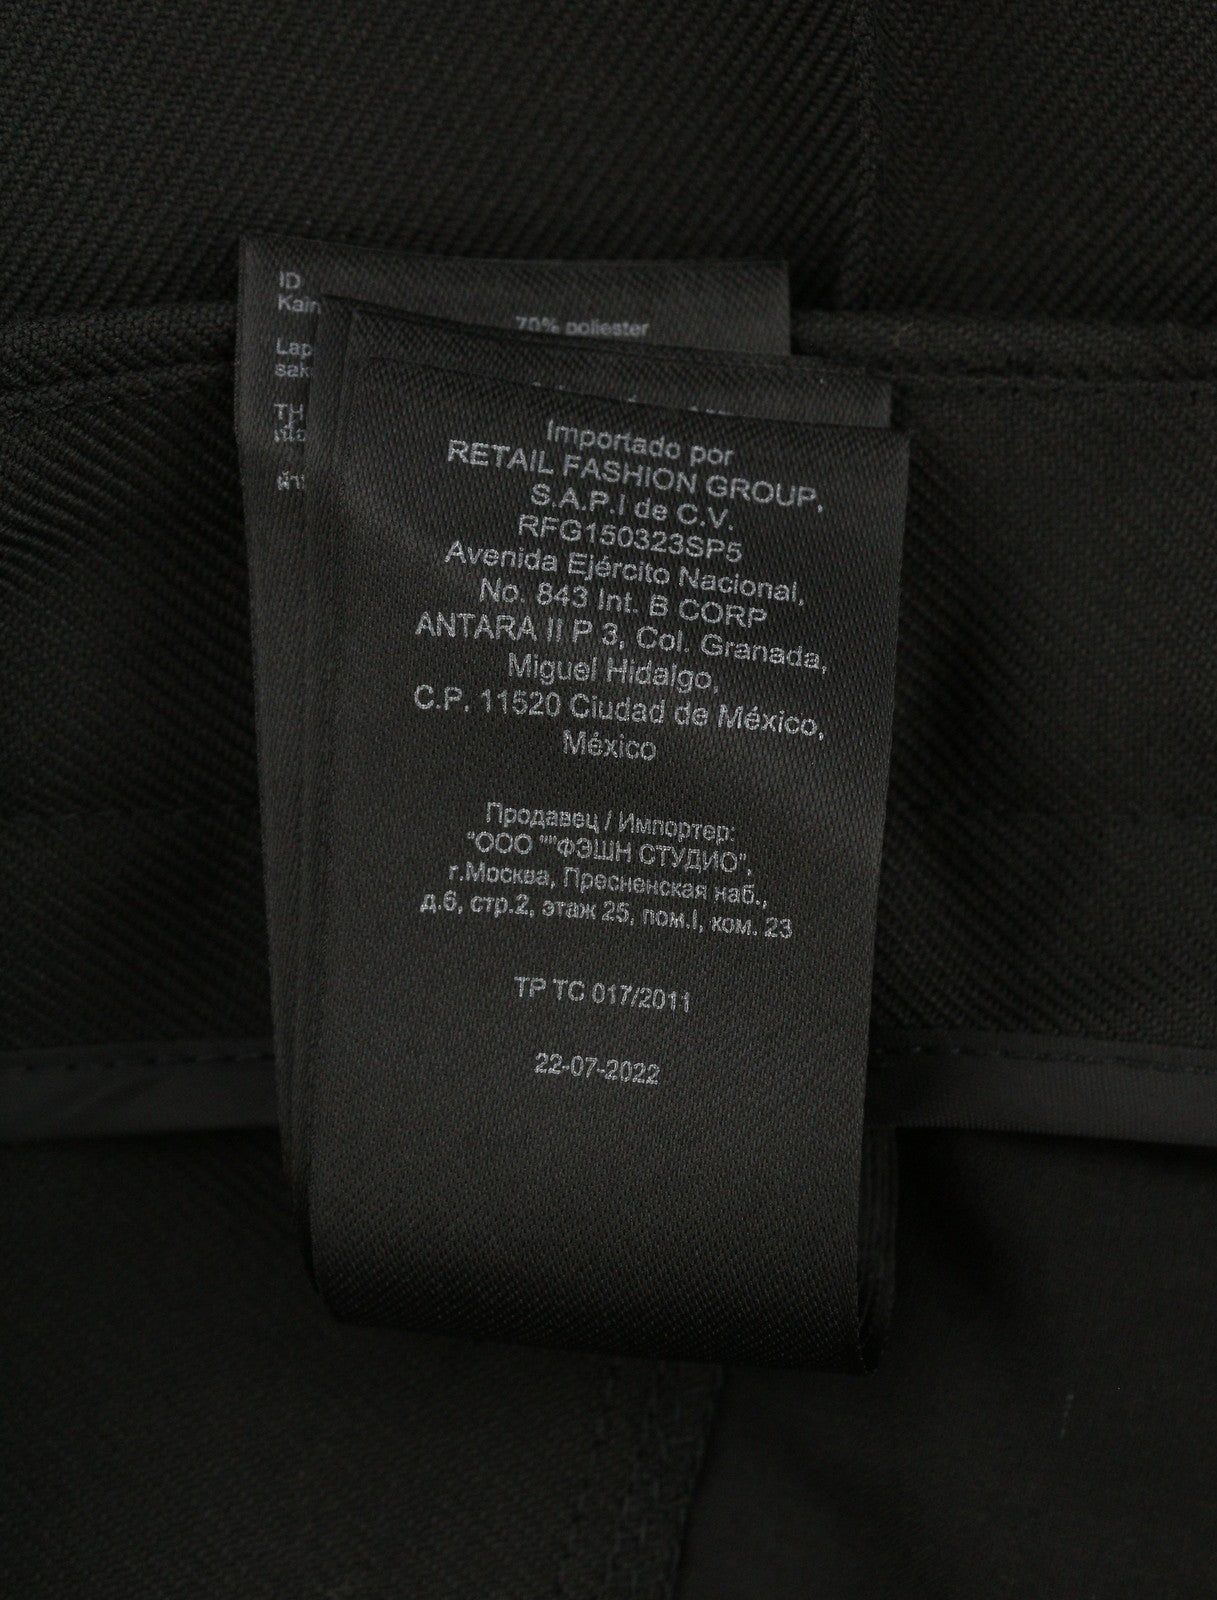 ID
70% poliester
Importado por
RETAIL FASHION GROUP,
S.A.P.I de C.V.
RFG150323SP5
Avenida Ejército Nacional,
No. 843 Int. B CORP
ANTARA II P 3, Col. Granada,
Miguel Hidalgo,
C.P. 11520 Ciudad de México,
México
Продавец / Импортер:
"ООО ""ФЭШН СТУДИО",
г.Москва, Пресненская наб.,
д.6, стр.2, этаж 25, пом.I, ком. 23
ТР ТС 017/2011
22-07-2022